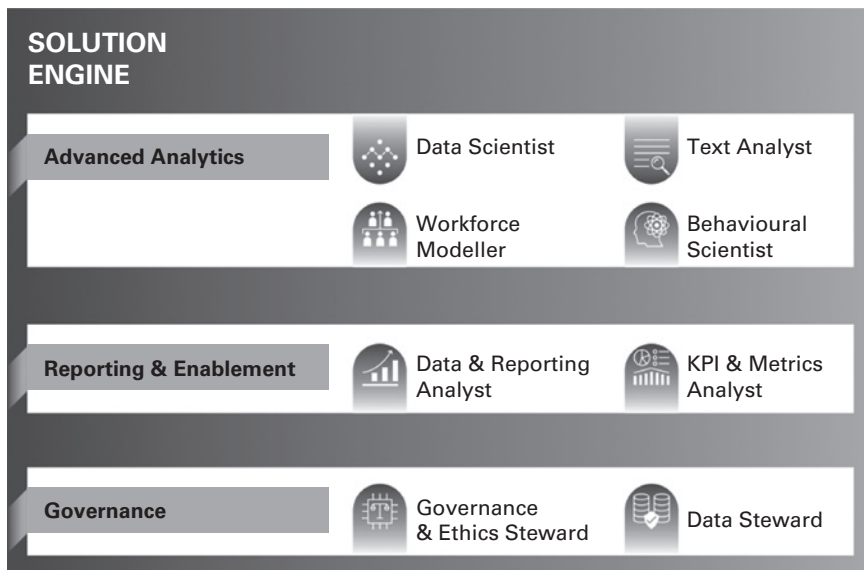 SOLUTION
ENGINE
Advanced Analytics
Data Scientist
Text Analyst
Workforce
Modeller
Behavioural
Scientist
Reporting & Enablement
Data & Reporting
Analyst
KPI & Metrics
Analyst
Governance
Governance
& Ethics Steward
Data Steward